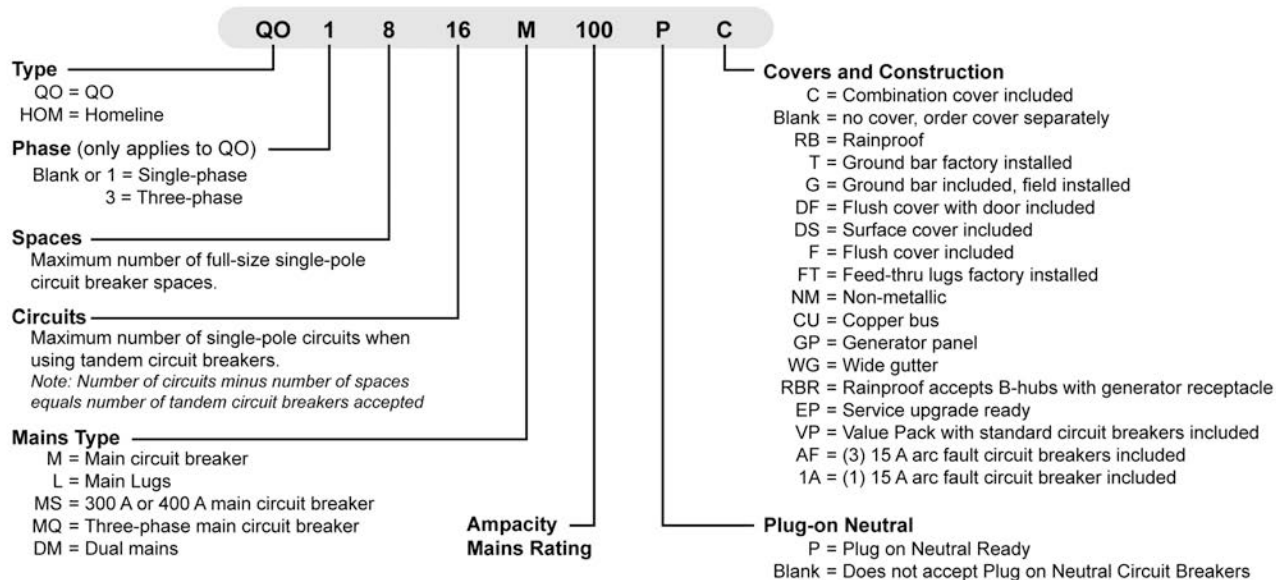 QO 1 8 16 M 100 P C
Type
QO = QO
HOM = Homeline
Phase (only applies to QO)
Blank or 1 = Single-phase
3 = Three-phase
Spaces
Maximum number of full-size single-pole
circuit breaker spaces.
Circuits
Maximum number of single-pole circuits when
using tandem circuit breakers.
Note: Number of circuits minus number of spaces
equals number of tandem circuit breakers accepted
Mains Type
M = Main circuit breaker
L = Main Lugs
MS = 300 A or 400 A main circuit breaker
MQ = Three-phase main circuit breaker
DM = Dual mains
Ampacity
Mains Rating
Covers and Construction
C = Combination cover included
Blank = no cover, order cover separately
RB = Rainproof
T = Ground bar factory installed
G = Ground bar included, field installed
DF = Flush cover with door included
DS = Surface cover included
F = Flush cover included
FT = Feed-thru lugs factory installed
NM = Non-metallic
CU = Copper bus
GP = Generator panel
WG = Wide gutter
RBR = Rainproof accepts B-hubs with generator receptacle
EP = Service upgrade ready
VP = Value Pack with standard circuit breakers included
AF = (3) 15 A arc fault circuit breakers included
1A = (1) 15 A arc fault circuit breaker included
Plug-on Neutral
P = Plug on Neutral Ready
Blank = Does not accept Plug on Neutral Circuit Breakers